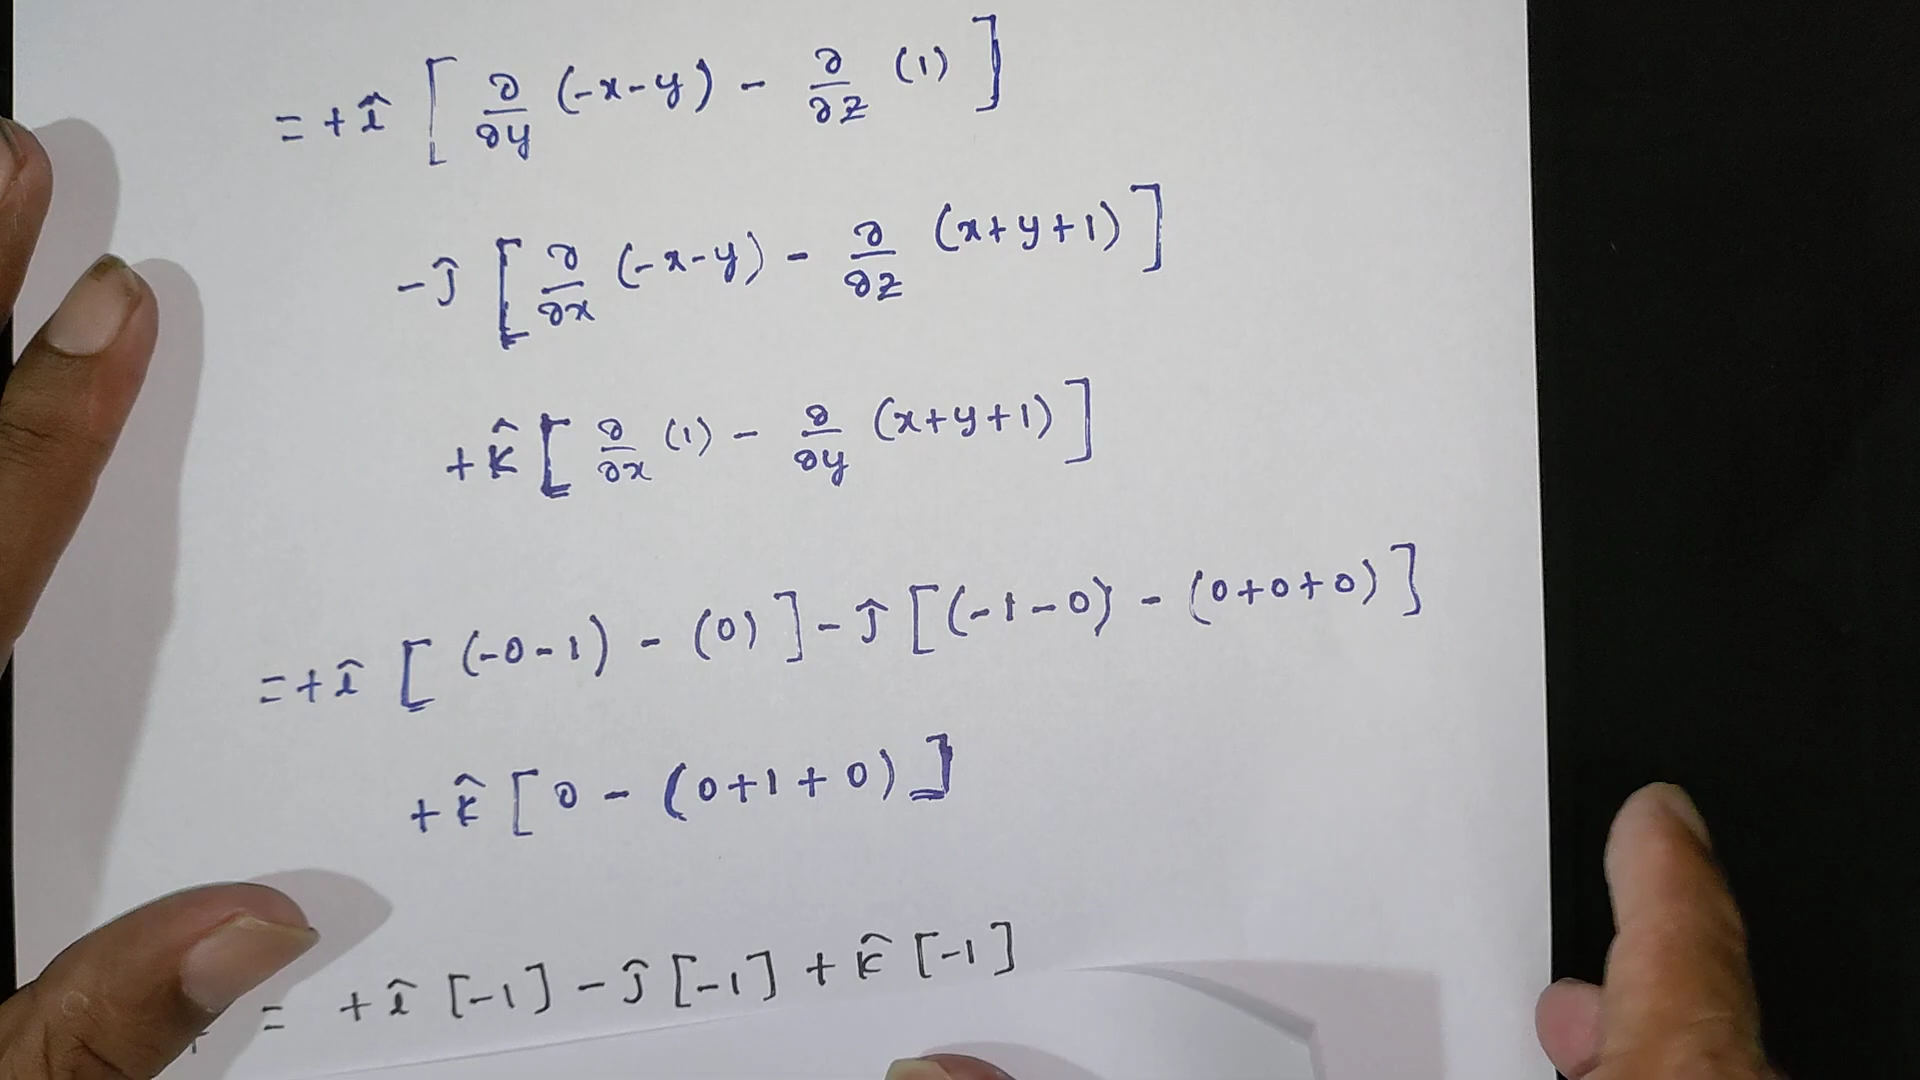 = +î [ ∂/∂y (-x-y) - ∂/∂z (1) ]
-ĵ [ ∂/∂x (-x-y) - ∂/∂z (x+y+1) ]
+k̂ [ ∂/∂x (1) - ∂/∂y (x+y+1) ]
= +î [ (-0-1) - (0) ] - ĵ [ (-1-0) - (0+0+0) ]
+k̂ [ 0 - (0+1+0) ]
= +î [-1] - ĵ [-1] + k̂ [-1]